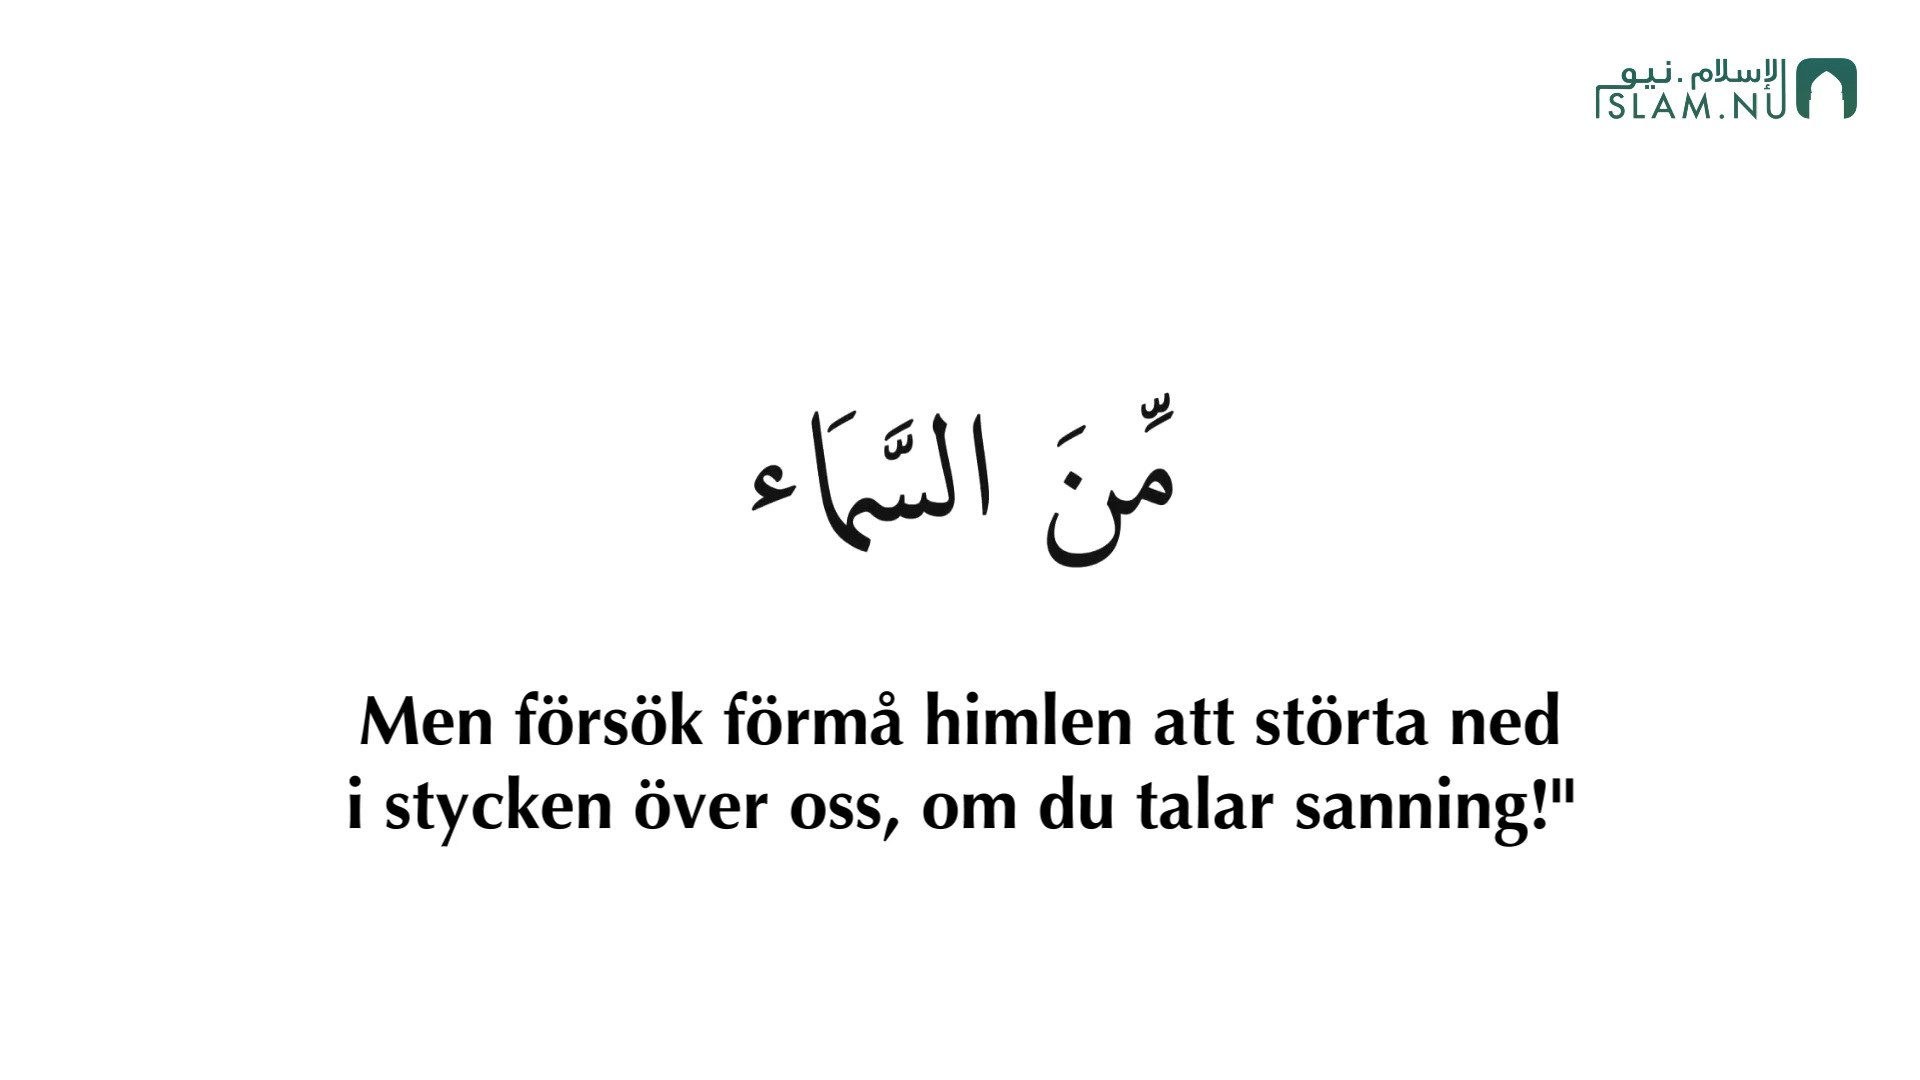 الإسلام.نيو
ISLAM.NU
مِّنَ السَّمَاء
Men försök förmå himlen att störta ned
i stycken över oss, om du talar sanning!"